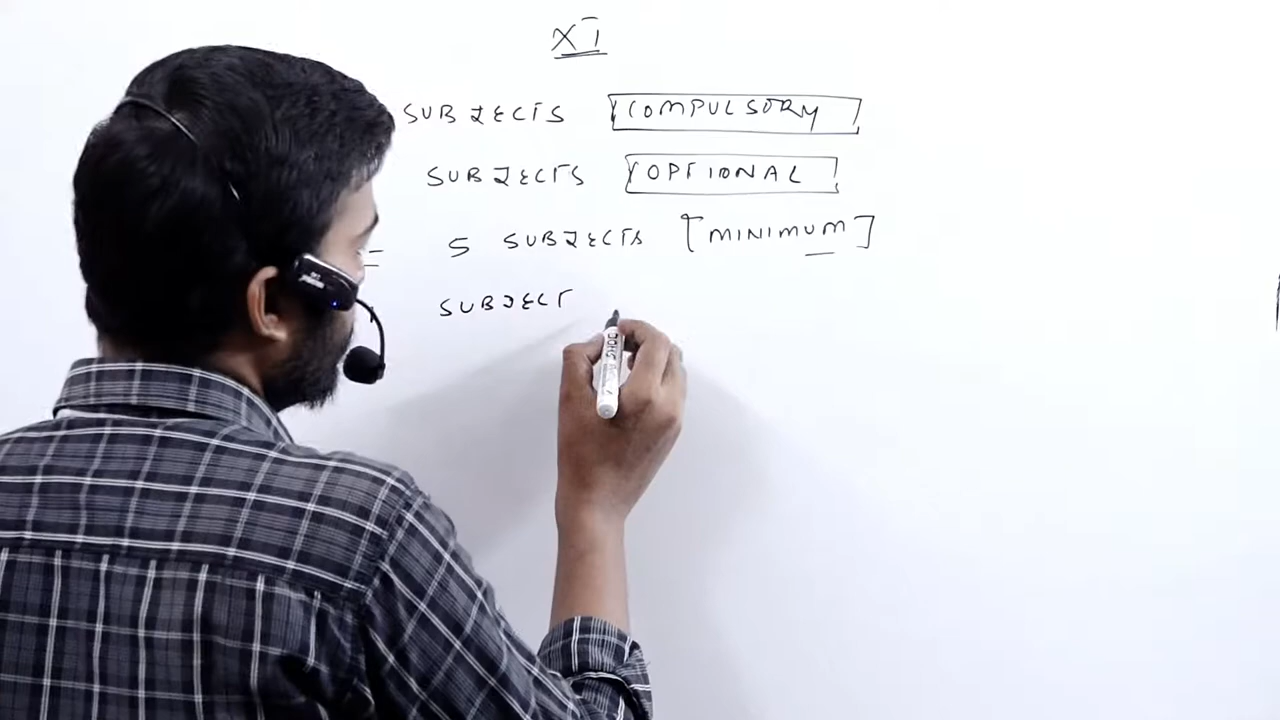 XI
SUBJECTS [COMPULSORY]
SUBJECTS [OPTIONAL]
= 5 SUBJECTS [MINIMUM]
SUBJECT